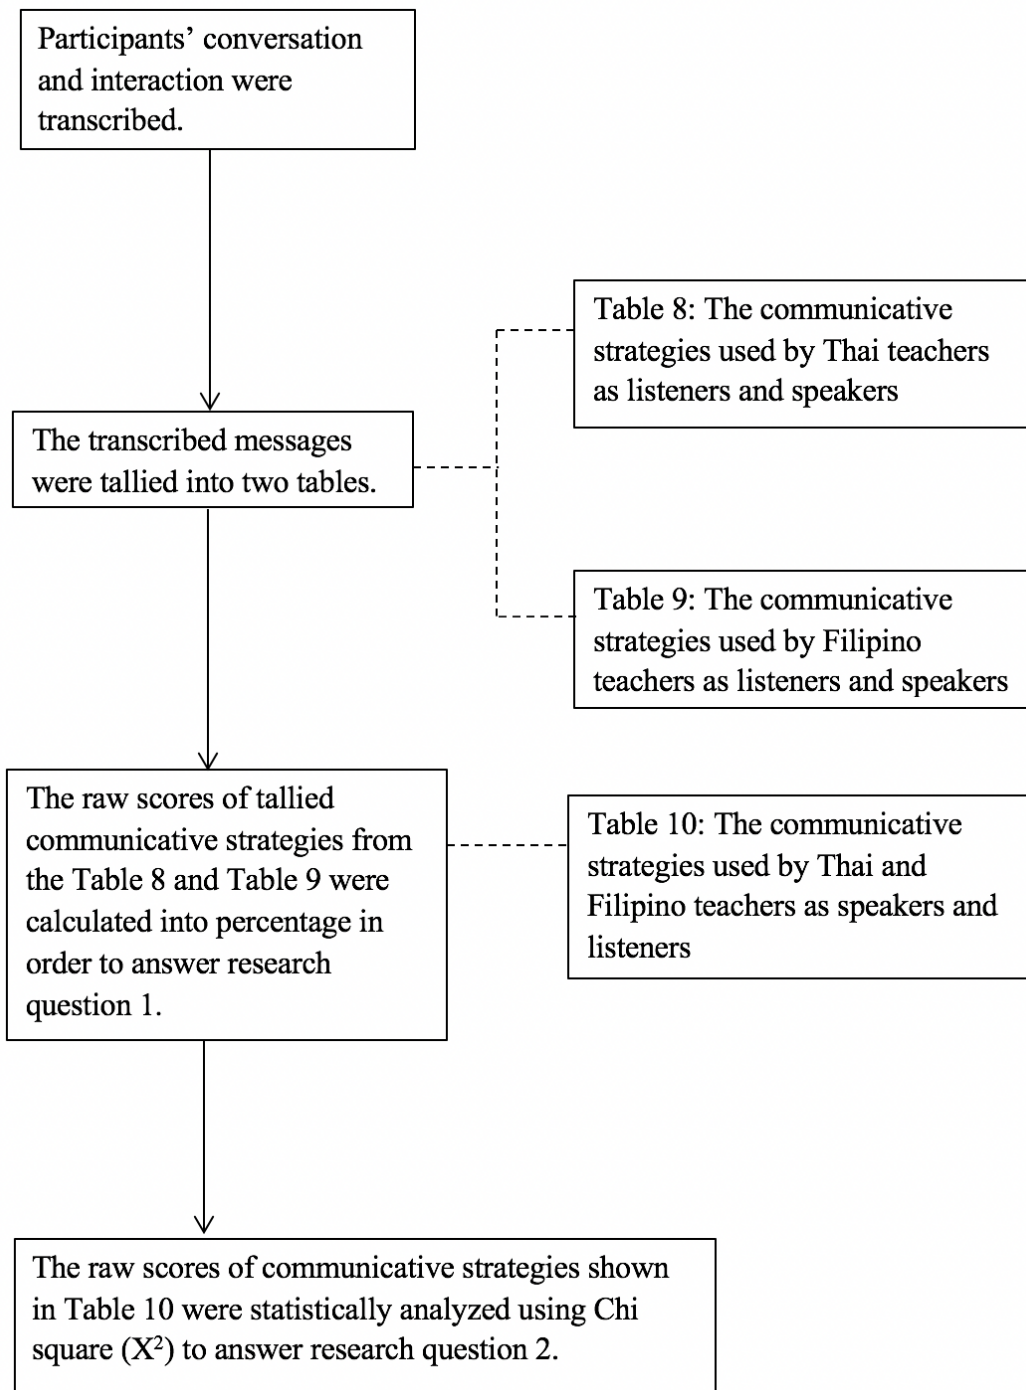 Participants’ conversation
and interaction were
transcribed.
Table 8: The communicative
strategies used by Thai teachers
as listeners and speakers
The transcribed messages
were tallied into two tables.
Table 9: The communicative
strategies used by Filipino
teachers as listeners and speakers
The raw scores of tallied
communicative strategies from
the Table 8 and Table 9 were
calculated into percentage in
order to answer research
question 1.
Table 10: The communicative
strategies used by Thai and
Filipino teachers as speakers and
listeners
The raw scores of communicative strategies shown
in Table 10 were statistically analyzed using Chi
square (X²) to answer research question 2.